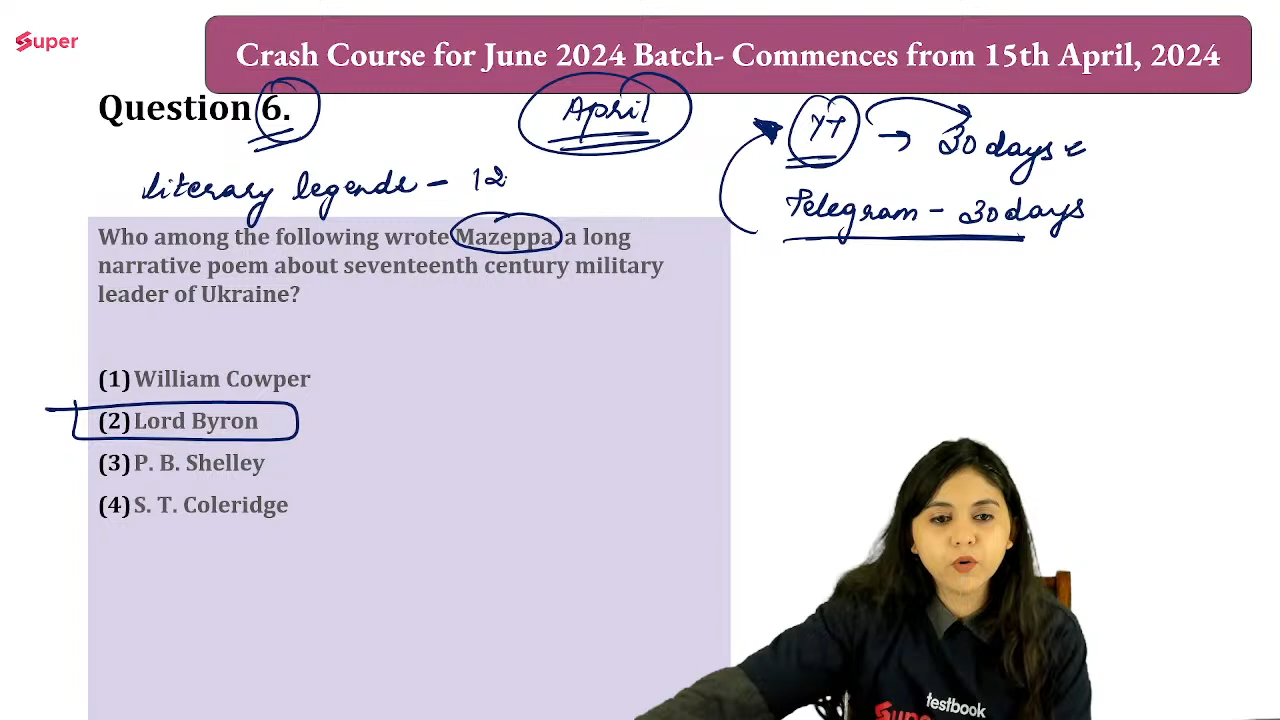 Super
Crash Course for June 2024 Batch- Commences from 15th April, 2024
Question 6.
April
YT → 30 days
literary legends - 12
Telegram - 30 days
Who among the following wrote Mazeppa, a long
narrative poem about seventeenth century military
leader of Ukraine?
(1) William Cowper
(2) Lord Byron
(3) P. B. Shelley
(4) S. T. Coleridge
testbook
Super